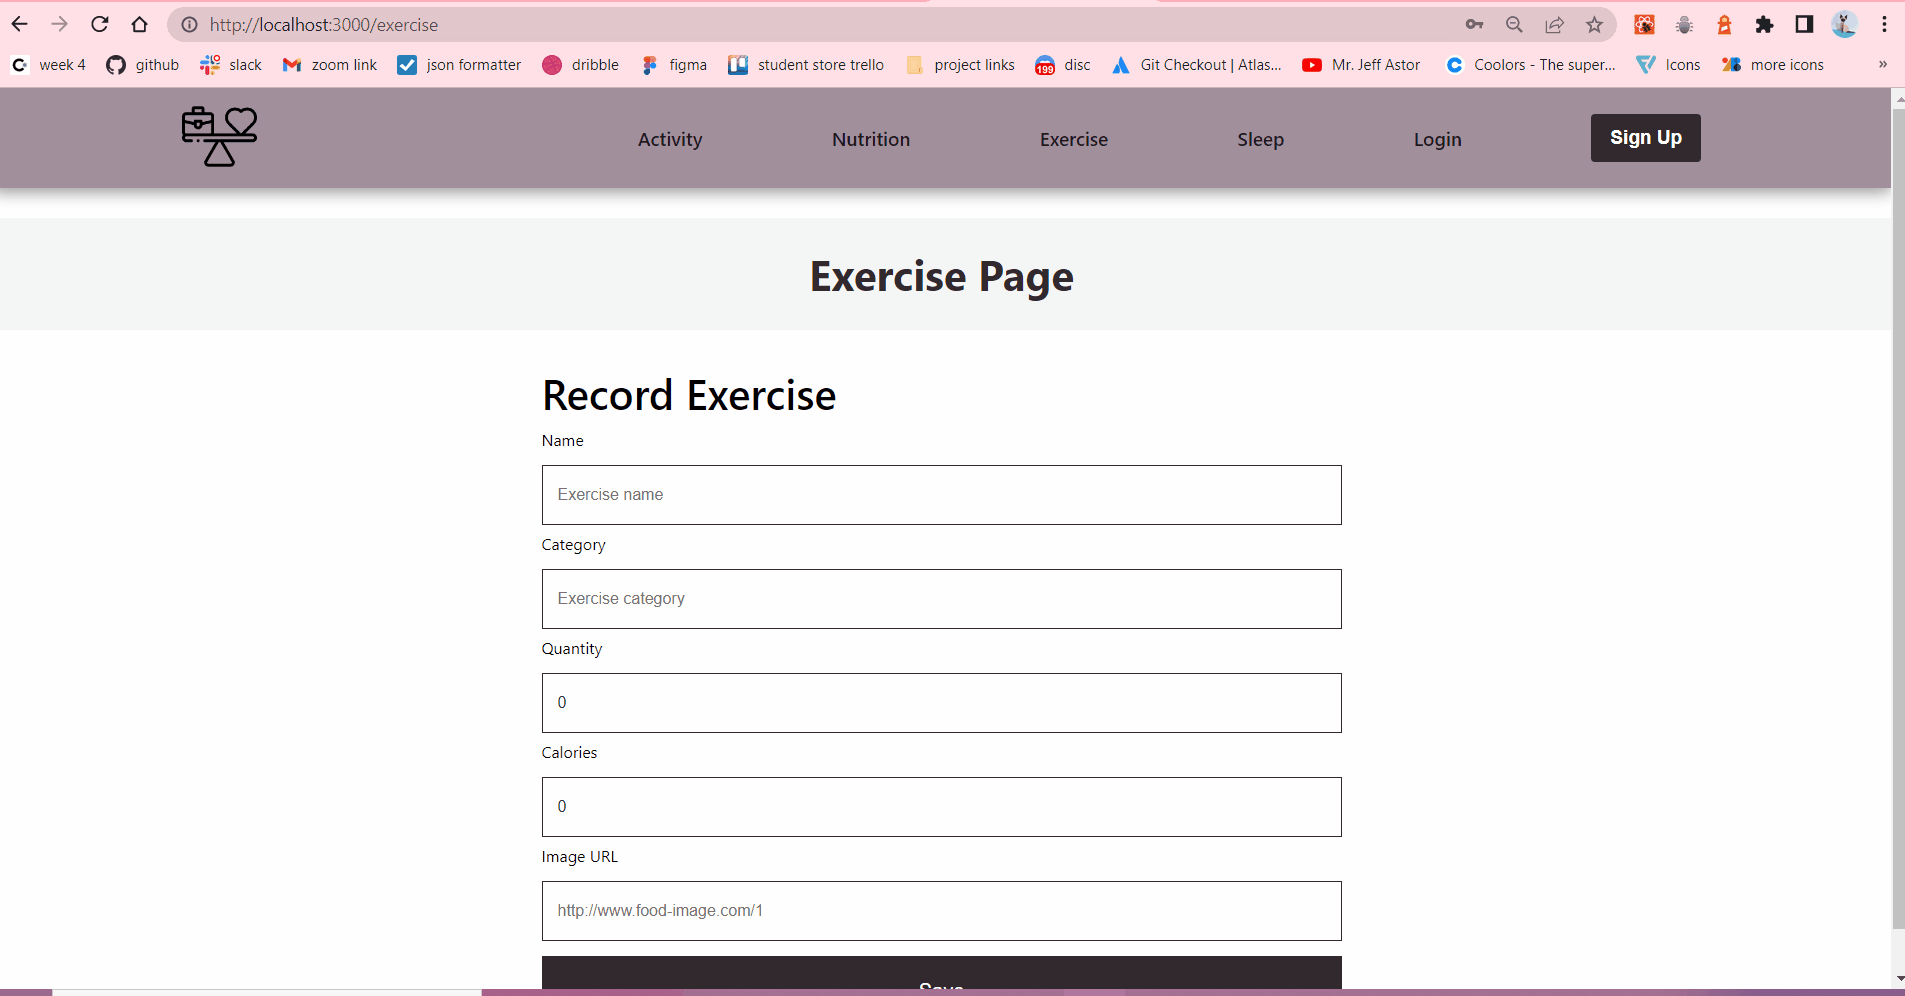 http://localhost:3000/exercise
week 4 github slack zoom link json formatter dribble figma student store trello project links 199 disc Git Checkout | Atlas... Mr. Jeff Astor Coolors - The super... Icons more icons »
Activity Nutrition Exercise Sleep Login Sign Up
Exercise Page
Record Exercise
Name
Exercise name
Category
Exercise category
Quantity
0
Calories
0
Image URL
http://www.food-image.com/1
Save